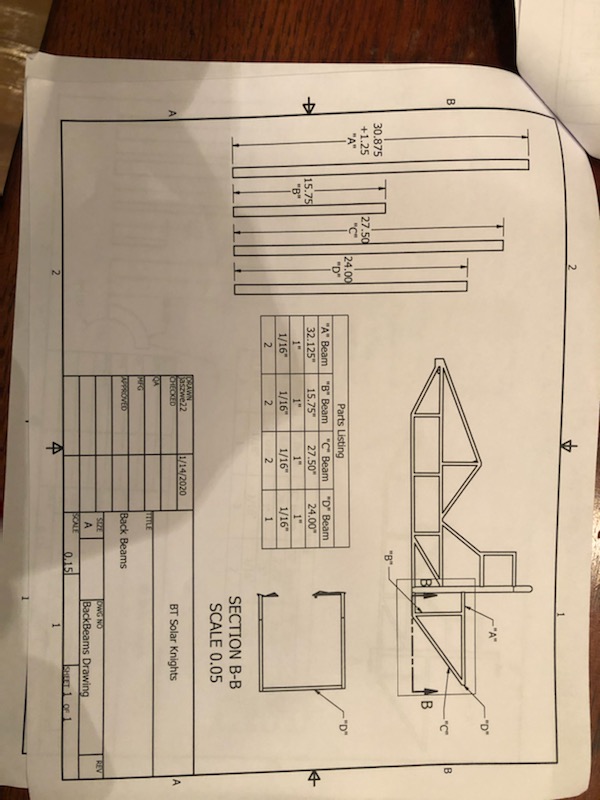 2
1
B
B
30.875
+1.25
"A"
15.75
"B"
27.50
"C"
24.00
"D"
"A"
"D"
"C"
B
B
"B"
Parts Listing
"A" Beam "B" Beam "C" Beam "D" Beam
32.125" 15.75" 27.50" 24.00"
1" 1" 1" 1"
1/16" 1/16" 1/16" 1/16"
2 2 2 1
"D"
SECTION B-B
SCALE 0.05
A
A
DRAWN
jaszwe22 1/14/2020
CHECKED
QA
MFG
APPROVED
BT Solar Knights
TITLE
Back Beams
SIZE
A
DWG NO
BackBeams Drawing
REV
SCALE
0.15
SHEET 1 OF 1
2
1
1